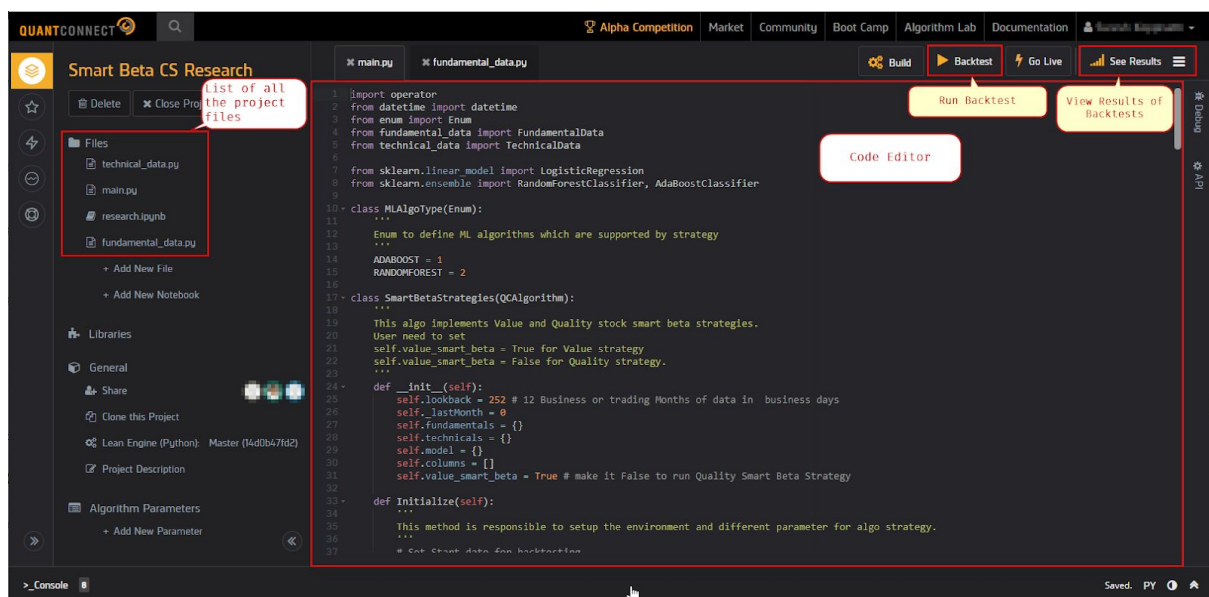 QUANTCONNECT
Alpha Competition Market Community Boot Camp Algorithm Lab Documentation
Smart Beta CS Research
Delete
Close Proj
List of all
the project
files
Files
technical_data.py
main.py
research.ipynb
fundamental_data.py
+ Add New File
+ Add New Notebook
Libraries
General
Share
Clone this Project
Lean Engine (Python): Master (14d0b47fd2)
Project Description
Algorithm Parameters
+ Add New Parameter
main.py
fundamental_data.py
Build
Backtest
Go Live
See Results
Run Backtest
View Results of
Backtests
Code Editor
Debug
API
1 import operator
2 from datetime import datetime
3 from enum import Enum
4 from fundamental_data import FundamentalData
5 from technical_data import TechnicalData
6
7 from sklearn.linear_model import LogisticRegression
8 from sklearn.ensemble import RandomForestClassifier, AdaBoostClassifier
9
10 class MLAlgoType(Enum):
11 '''
12 Enum to define ML algorithms which are supported by strategy
13 '''
14 ADABOOST = 1
15 RANDOMFOREST = 2
16
17 class SmartBetaStrategies(QCAlgorithm):
18 '''
19 This algo implements Value and Quality stock smart beta strategies.
20 User need to set
21 self.value_smart_beta = True for Value strategy
22 self.value_smart_beta = False for Quality strategy.
23 '''
24 def __init__(self):
25 self.lookback = 252 # 12 Business or trading Months of data in business days
26 self._lastMonth = 0
27 self.fundamentals = {}
28 self.technicals = {}
29 self.model = {}
30 self.columns = []
31 self.value_smart_beta = True # make it False to run Quality Smart Beta Strategy
32
33 def Initialize(self):
34 '''
35 This method is responsible to setup the environment and different parameter for algo strategy.
36 '''
37 # Set Start date for backtesting
>_Console 8
Saved. PY